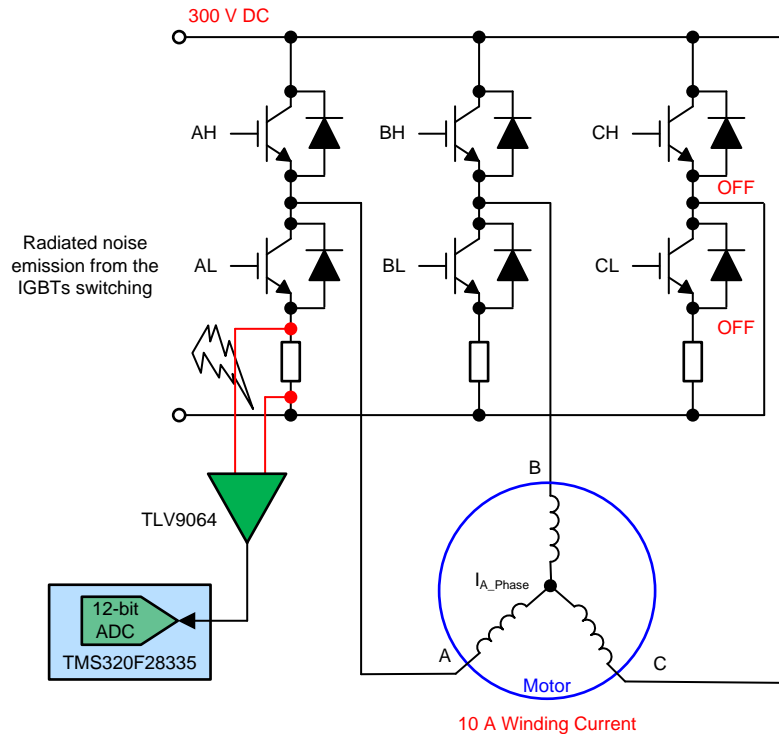 300 V DC
AH
BH
CH
OFF
Radiated noise
emission from the
IGBTs switching
AL
BL
CL
OFF
B
TLV9064
I_A_Phase
12-bit
ADC
TMS320F28335
A
C
Motor
10 A Winding Current